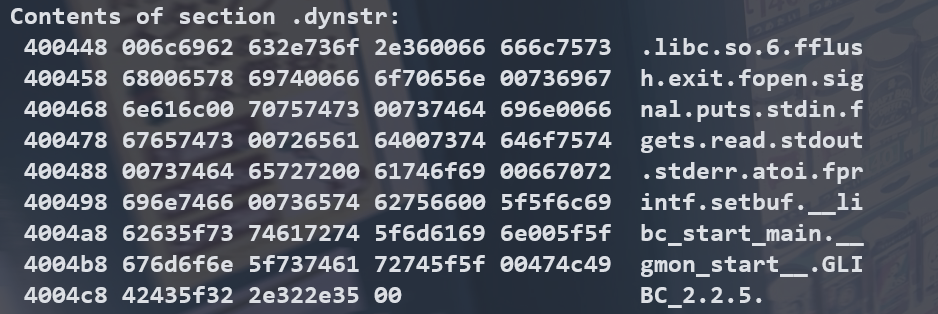 Contents of section .dynstr:
 400448 006c6962 632e736f 2e360066 666c7573  .libc.so.6.fflus
 400458 68006578 69740066 6f70656e 00736967  h.exit.fopen.sig
 400468 6e616c00 70757473 00737464 696e0066  nal.puts.stdin.f
 400478 67657473 00726561 64007374 646f7574  gets.read.stdout
 400488 00737464 65727200 61746f69 00667072  .stderr.atoi.fpr
 400498 696e7466 00736574 62756600 5f5f6c69  intf.setbuf.__li
 4004a8 62635f73 74617274 5f6d6169 6e005f5f  bc_start_main.__
 4004b8 676d6f6e 5f737461 72745f5f 00474c49  gmon_start__.GLI
 4004c8 42435f32 2e322e35 00                 BC_2.2.5.